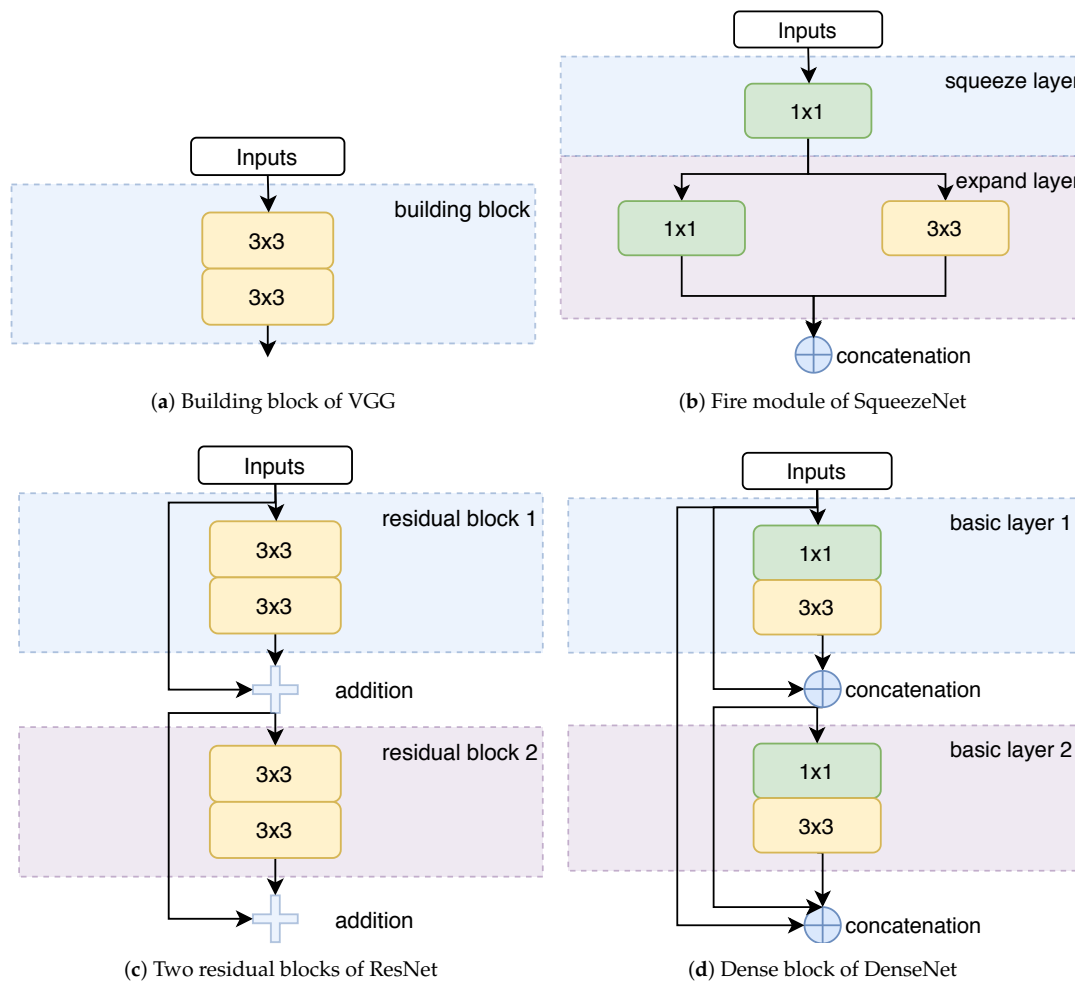 Inputs
building block
3x3
3x3
(a) Building block of VGG
Inputs
squeeze layer
1x1
expand layer
1x1
3x3
concatenation
(b) Fire module of SqueezeNet
Inputs
residual block 1
3x3
3x3
addition
residual block 2
3x3
3x3
addition
(c) Two residual blocks of ResNet
Inputs
basic layer 1
1x1
3x3
concatenation
basic layer 2
1x1
3x3
concatenation
(d) Dense block of DenseNet